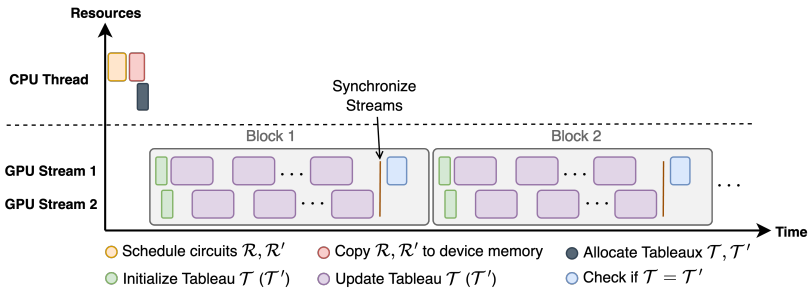 Resources
CPU Thread
Synchronize
Streams
Block 1
Block 2
GPU Stream 1
GPU Stream 2
...
...
...
...
...
Time
Schedule circuits ℛ, ℛ′
Copy ℛ, ℛ′ to device memory
Allocate Tableaux 𝒯, 𝒯′
Initialize Tableau 𝒯 (𝒯′)
Update Tableau 𝒯 (𝒯′)
Check if 𝒯 = 𝒯′